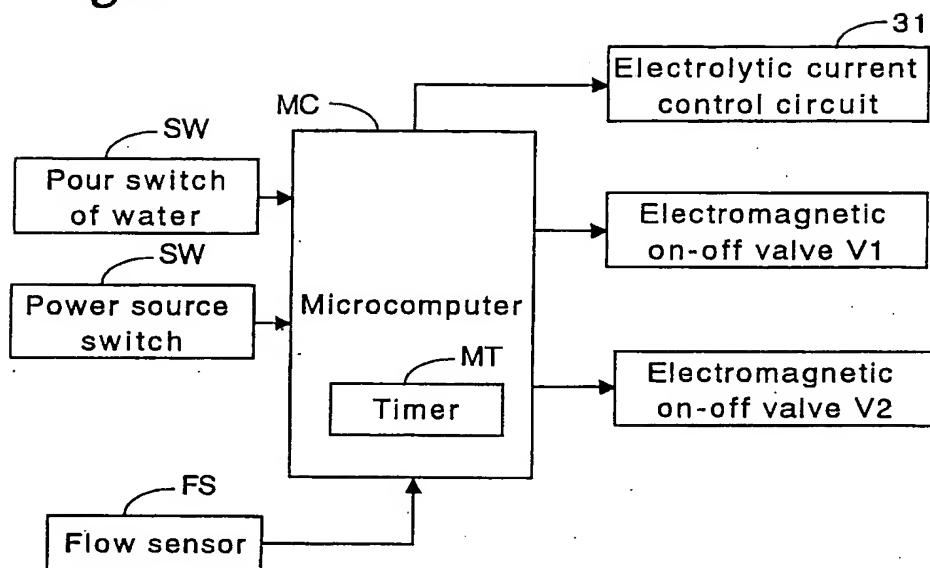 31
Electrolytic current
control circuit
MC
SW
Pour switch
of water
Electromagnetic
on-off valve V1
SW
Power source
switch
Microcomputer
MT
Timer
Electromagnetic
on-off valve V2
FS
Flow sensor